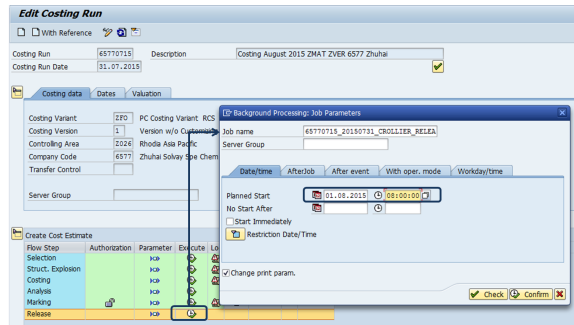 Edit Costing Run
With Reference
Costing Run 65770715 Description Costing August 2015 ZMAT ZVER 6577 Zhuhai
Costing Run Date 31.07.2015
Costing data Dates Valuation
Costing Variant ZFO PC Costing Variant RCS
Costing Version 1 Version w/o Customi
Controlling Area Z026 Rhodia Asia Pacific
Company Code 6577 Zhuhai Solvay Spe Chem
Transfer Control
Server Group
Create Cost Estimate
Flow Step Authorization Parameter Execute Lo
Selection
Struct. Explosion
Costing
Analysis
Marking
Release
Background Processing: Job Parameters
Job name 65770715_20150731_CROLLIER_RELEA
Server Group
Date/time AfterJob After event With oper. mode Workday/time
Planned Start 01.08.2015 08:00:00
No Start After
Start Immediately
Restriction Date/Time
Change print param.
Check Confirm